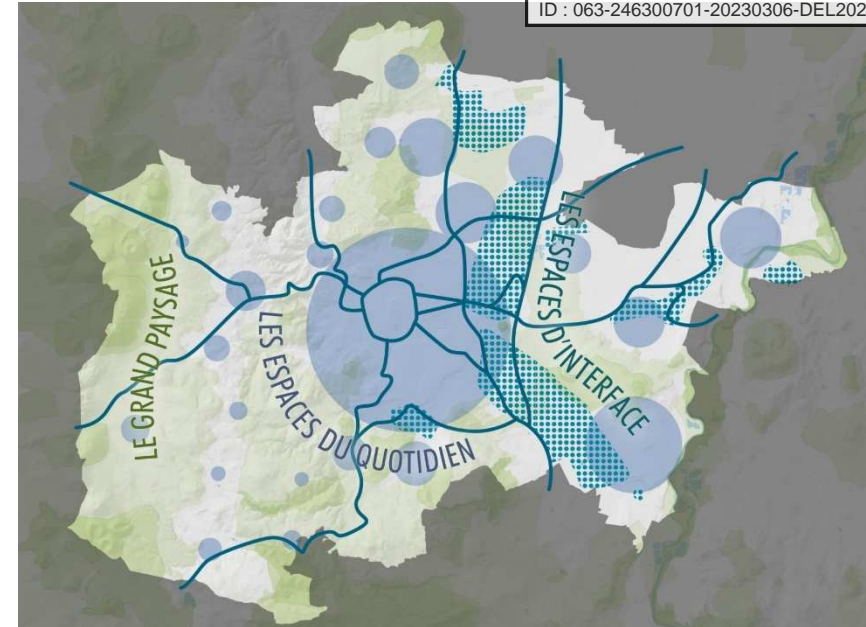 ID : 063-246300701-20230306-DEL202
LE GRAND PAYSAGE
LES ESPACES DU QUOTIDIEN
LES ESPACES D'INTERFACE